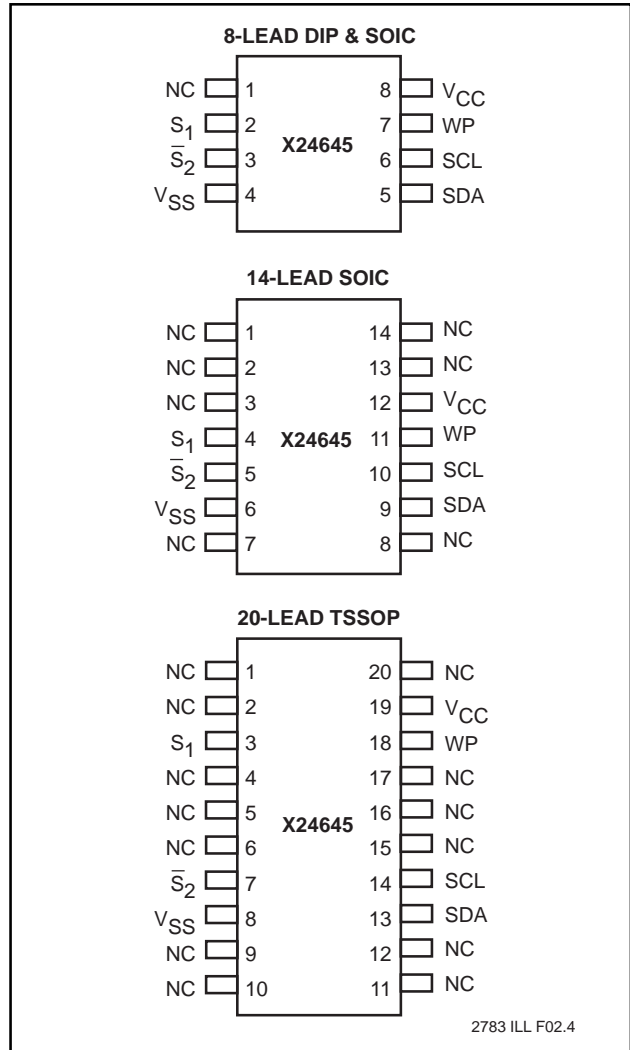 8-LEAD DIP & SOIC
NC 1 8 VCC
S1 2 X24645 7 WP
S̅2 3 6 SCL
VSS 4 5 SDA
14-LEAD SOIC
NC 1 14 NC
NC 2 13 NC
NC 3 12 VCC
S1 4 X24645 11 WP
S̅2 5 10 SCL
VSS 6 9 SDA
NC 7 8 NC
20-LEAD TSSOP
NC 1 20 NC
NC 2 19 VCC
S1 3 18 WP
NC 4 17 NC
NC 5 X24645 16 NC
NC 6 15 NC
S̅2 7 14 SCL
VSS 8 13 SDA
NC 9 12 NC
NC 10 11 NC
2783 ILL F02.4